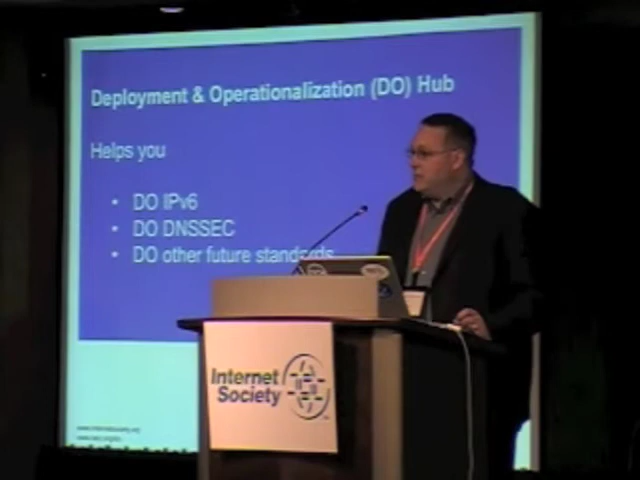 Deployment & Operationalization (DO) Hub
Helps you
• DO IPv6
• DO DNSSEC
• DO other future standards
Internet
Society